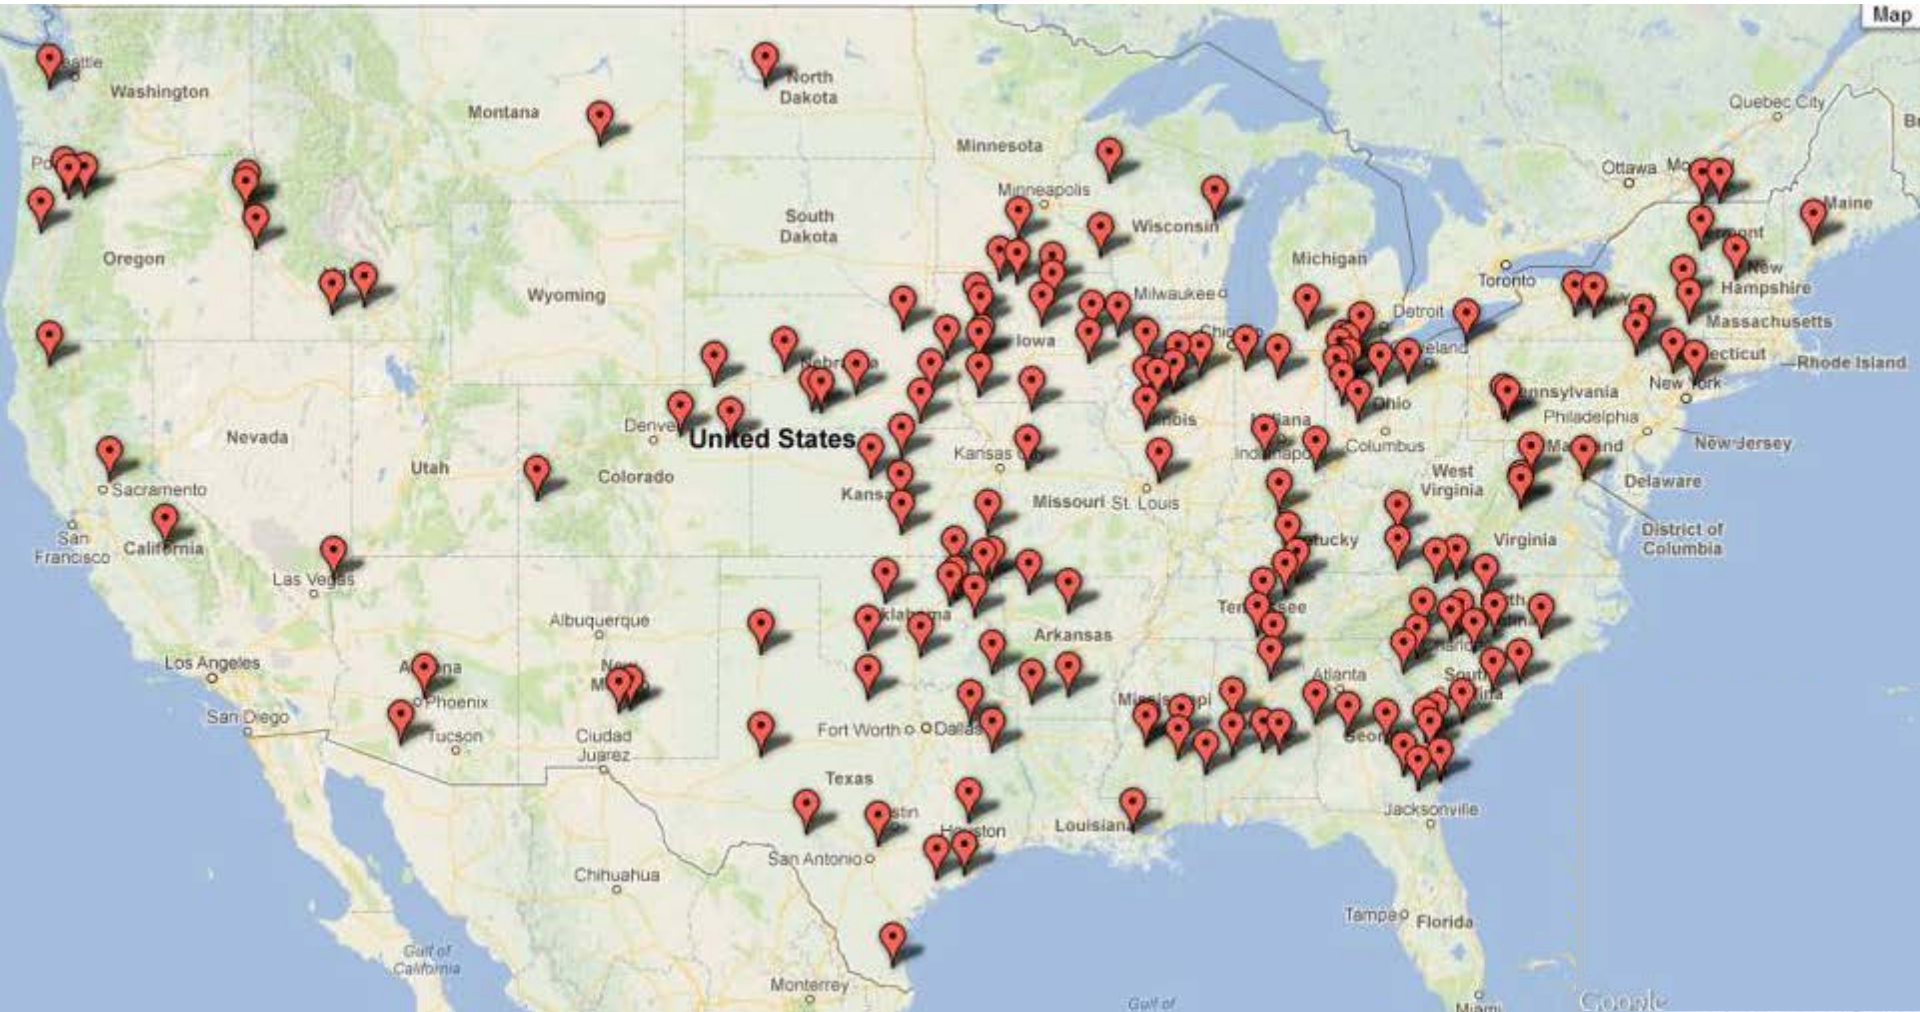 Map
Seattle
Washington
North
Dakota
Montana
Quebec City
Minnesota
Ottawa
Minneapolis
Maine
South
Dakota
Wisconsin
Oregon
Michigan
Toronto
New
Hampshire
Wyoming
Milwaukee
Detroit
Massachusetts
Iowa
Rhode Island
New York
Philadelphia
Ohio
Nevada
United States
Columbus
New Jersey
Utah
Colorado
Sacramento
West
Virginia
Delaware
Missouri
St. Louis
San
Francisco
California
Virginia
District of
Columbia
Las Vegas
Albuquerque
Arkansas
Los Angeles
Atlanta
Phoenix
San Diego
Tucson
Ciudad
Juarez
Fort Worth
Dallas
Texas
Jacksonville
Louisiana
San Antonio
Chihuahua
Tampa
Florida
Gulf of
California
Monterrey
Gulf of
Miami
Google